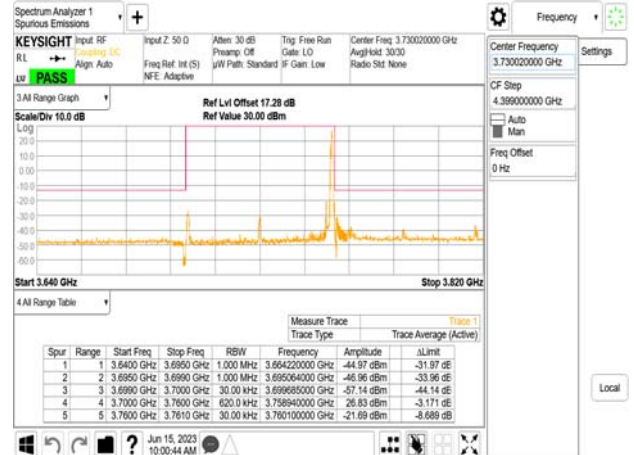 Spectrum Analyzer 1
Spurious Emissions
Frequency
KEYSIGHT Input: RF Input Z: 50 Ω Atten: 30 dB Trig: Free Run Center Freq: 3.730020000 GHz
RL Coupling: DC Preamp: Off Gate: LO Avg|Hold: 30/30
Align: Auto Freq Ref: Int (S) µW Path: Standard IF Gain: Low Radio Std: None
PASS NFE: Adaptive
Center Frequency
3.730020000 GHz
Settings
CF Step
4.399000000 GHz
Auto
Man
Freq Offset
0 Hz
3 All Range Graph
Ref Lvl Offset 17.28 dB
Scale/Div 10.0 dB Ref Value 30.00 dBm
Log
20.0
10.0
0.00
-10.0
-20.0
-30.0
-40.0
-50.0
-60.0
Start 3.640 GHz Stop 3.820 GHz
4 All Range Table
Measure Trace Trace 1
Trace Type Trace Average (Active)
Spur Range Start Freq Stop Freq RBW Frequency Amplitude ΔLimit
1 1 3.6400 GHz 3.6950 GHz 1.000 MHz 3.664220000 GHz -44.97 dBm -31.97 dB
2 2 3.6950 GHz 3.6990 GHz 1.000 MHz 3.695064000 GHz -46.96 dBm -33.96 dB
3 3 3.6990 GHz 3.7000 GHz 30.00 kHz 3.699685000 GHz -57.14 dBm -44.14 dB
4 4 3.7000 GHz 3.7600 GHz 620.0 kHz 3.758940000 GHz 26.83 dBm -3.171 dB
5 5 3.7600 GHz 3.7610 GHz 30.00 kHz 3.760100000 GHz -21.69 dBm -8.689 dB
Local
Jun 15, 2023
10:00:44 AM